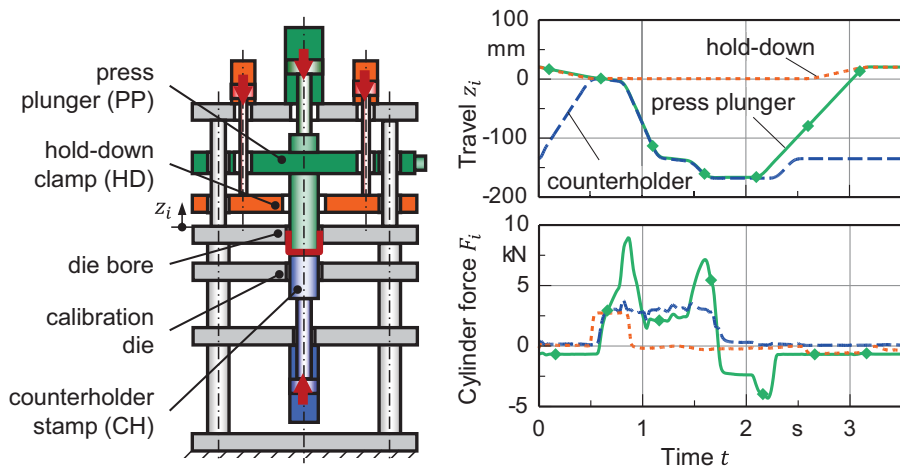 press
plunger (PP)
hold-down
clamp (HD)
z_i
die bore
calibration
die
counterholder
stamp (CH)
100
mm
0
-100
-200
Travel z_i
hold-down
press plunger
counterholder
10
kN
5
0
-5
Cylinder force F_i
0 1 2 s 3
Time t